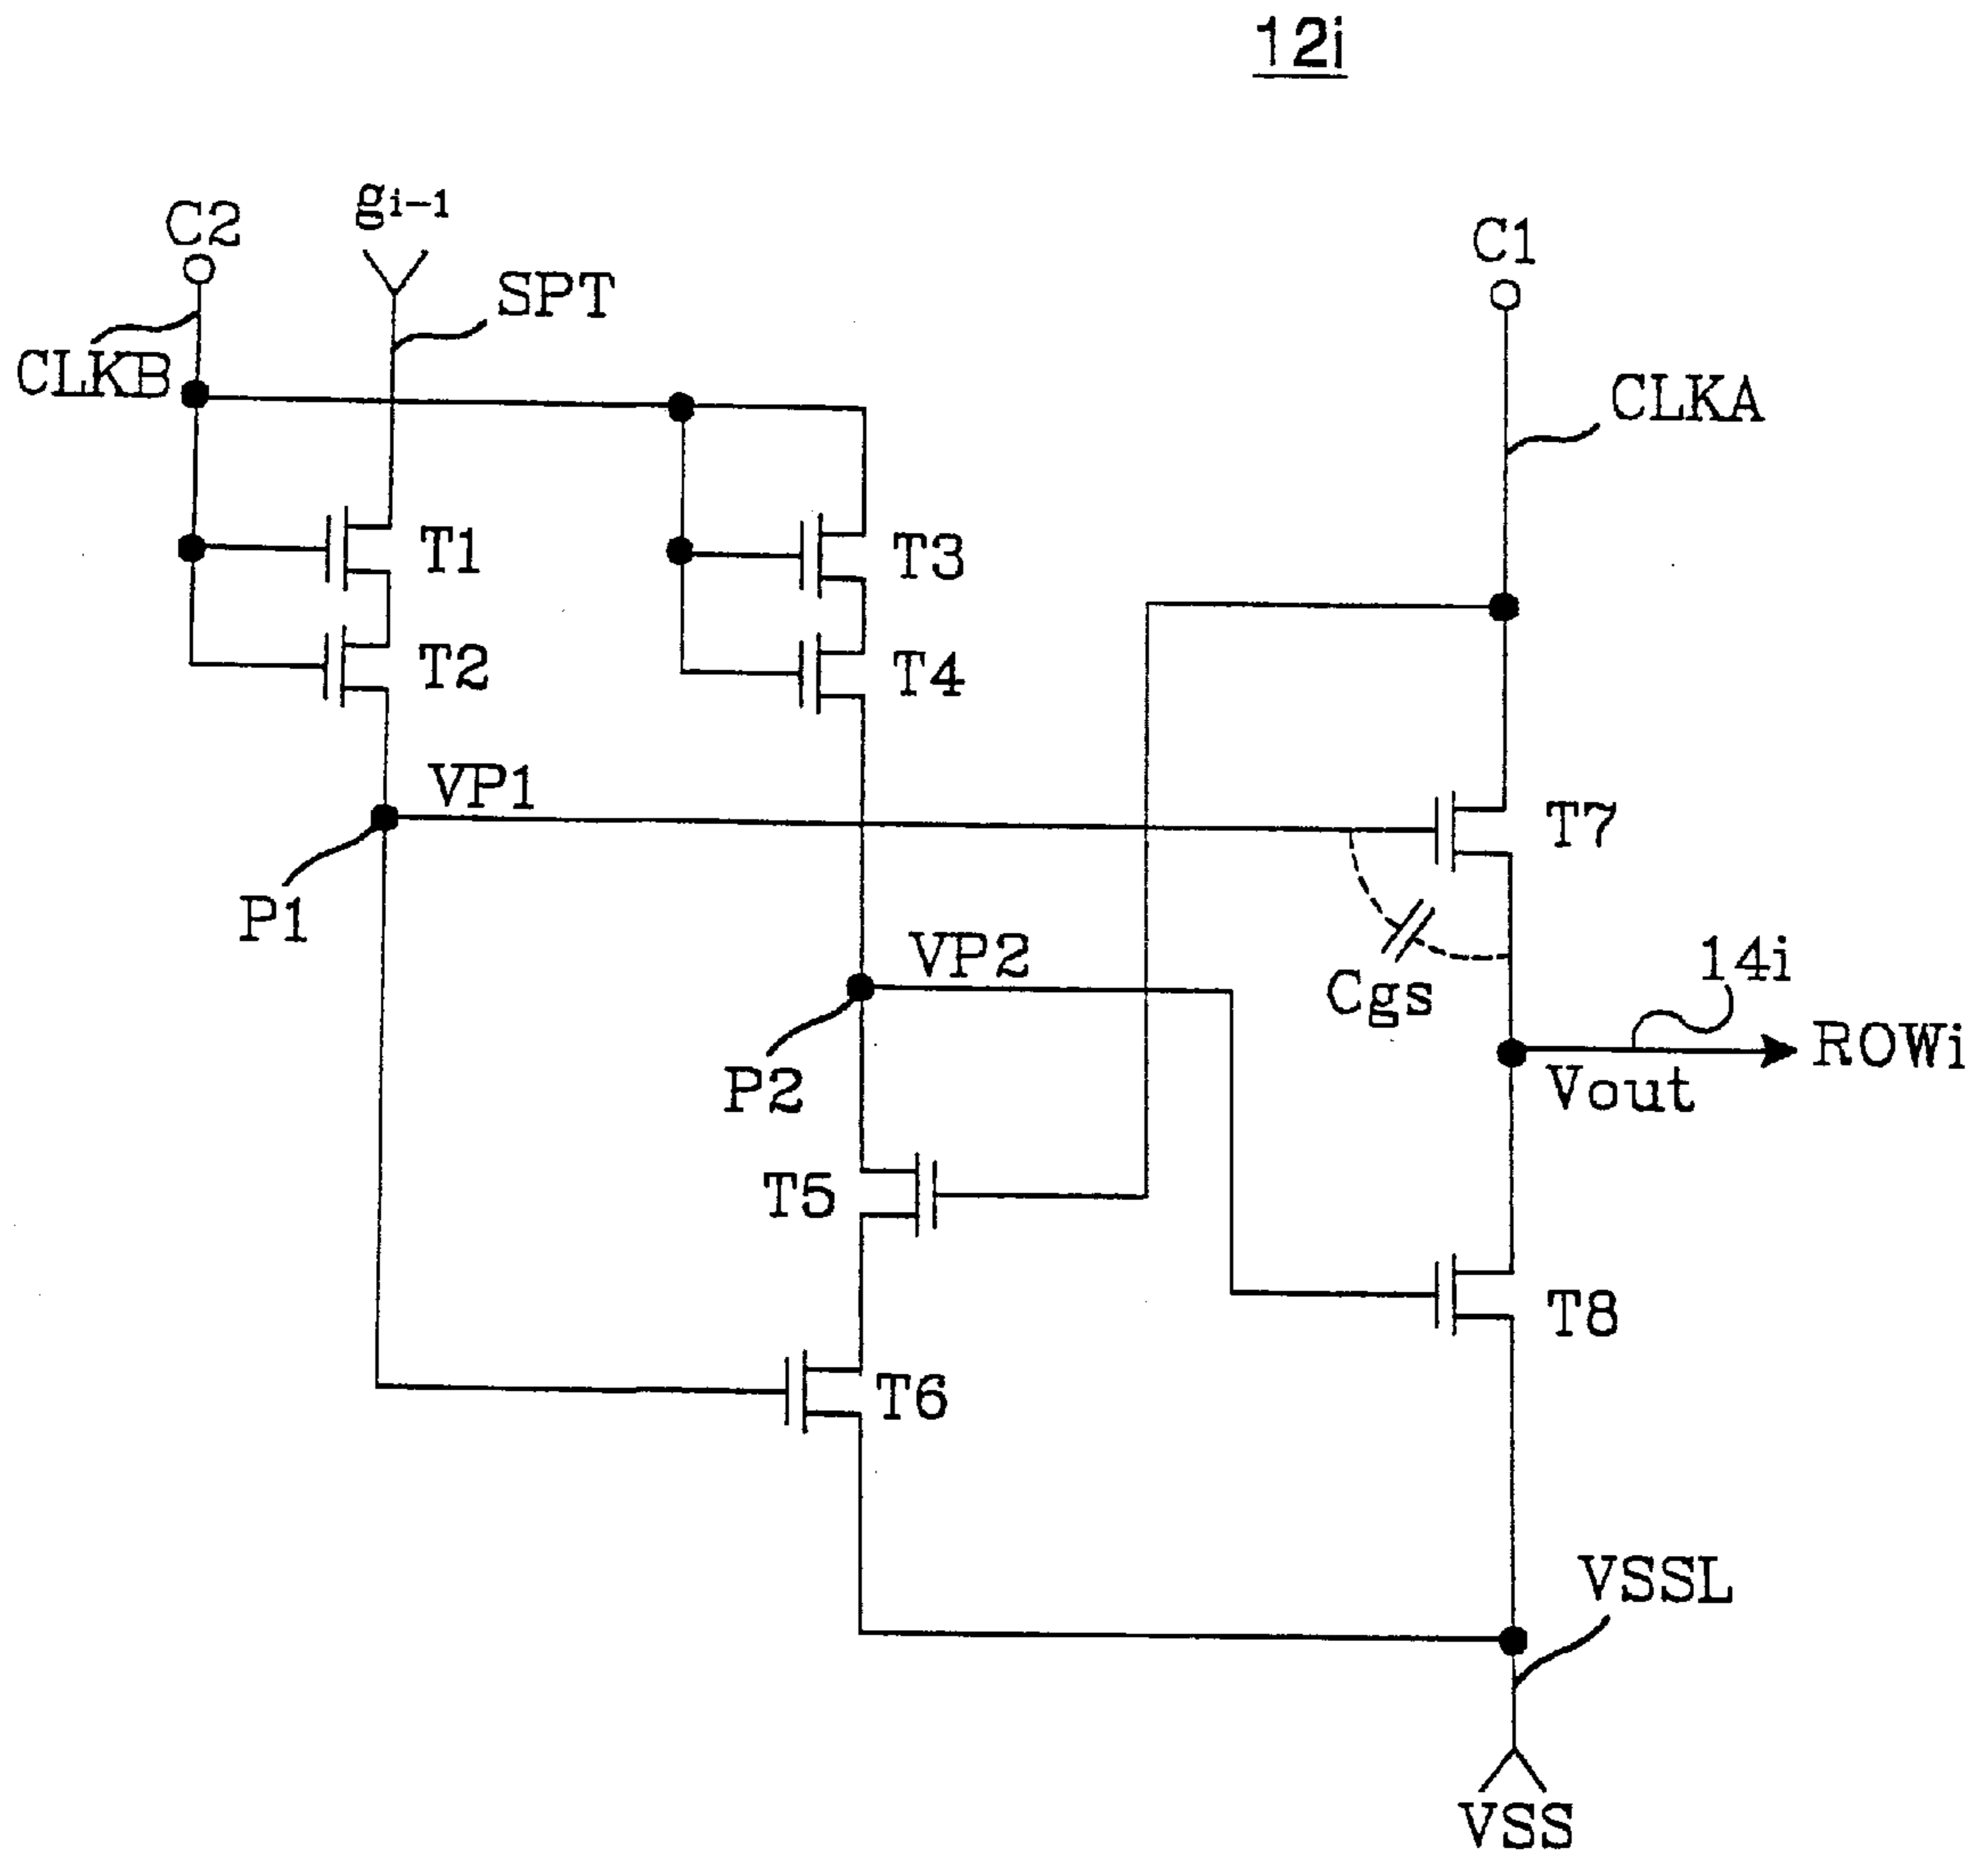 12i
C2
gi-1
C1
SPT
CLKB
CLKA
T1
T3
T2
T4
VP1
T7
P1
VP2
Cgs
14i
ROWi
Vout
P2
T5
T8
T6
VSSL
VSS